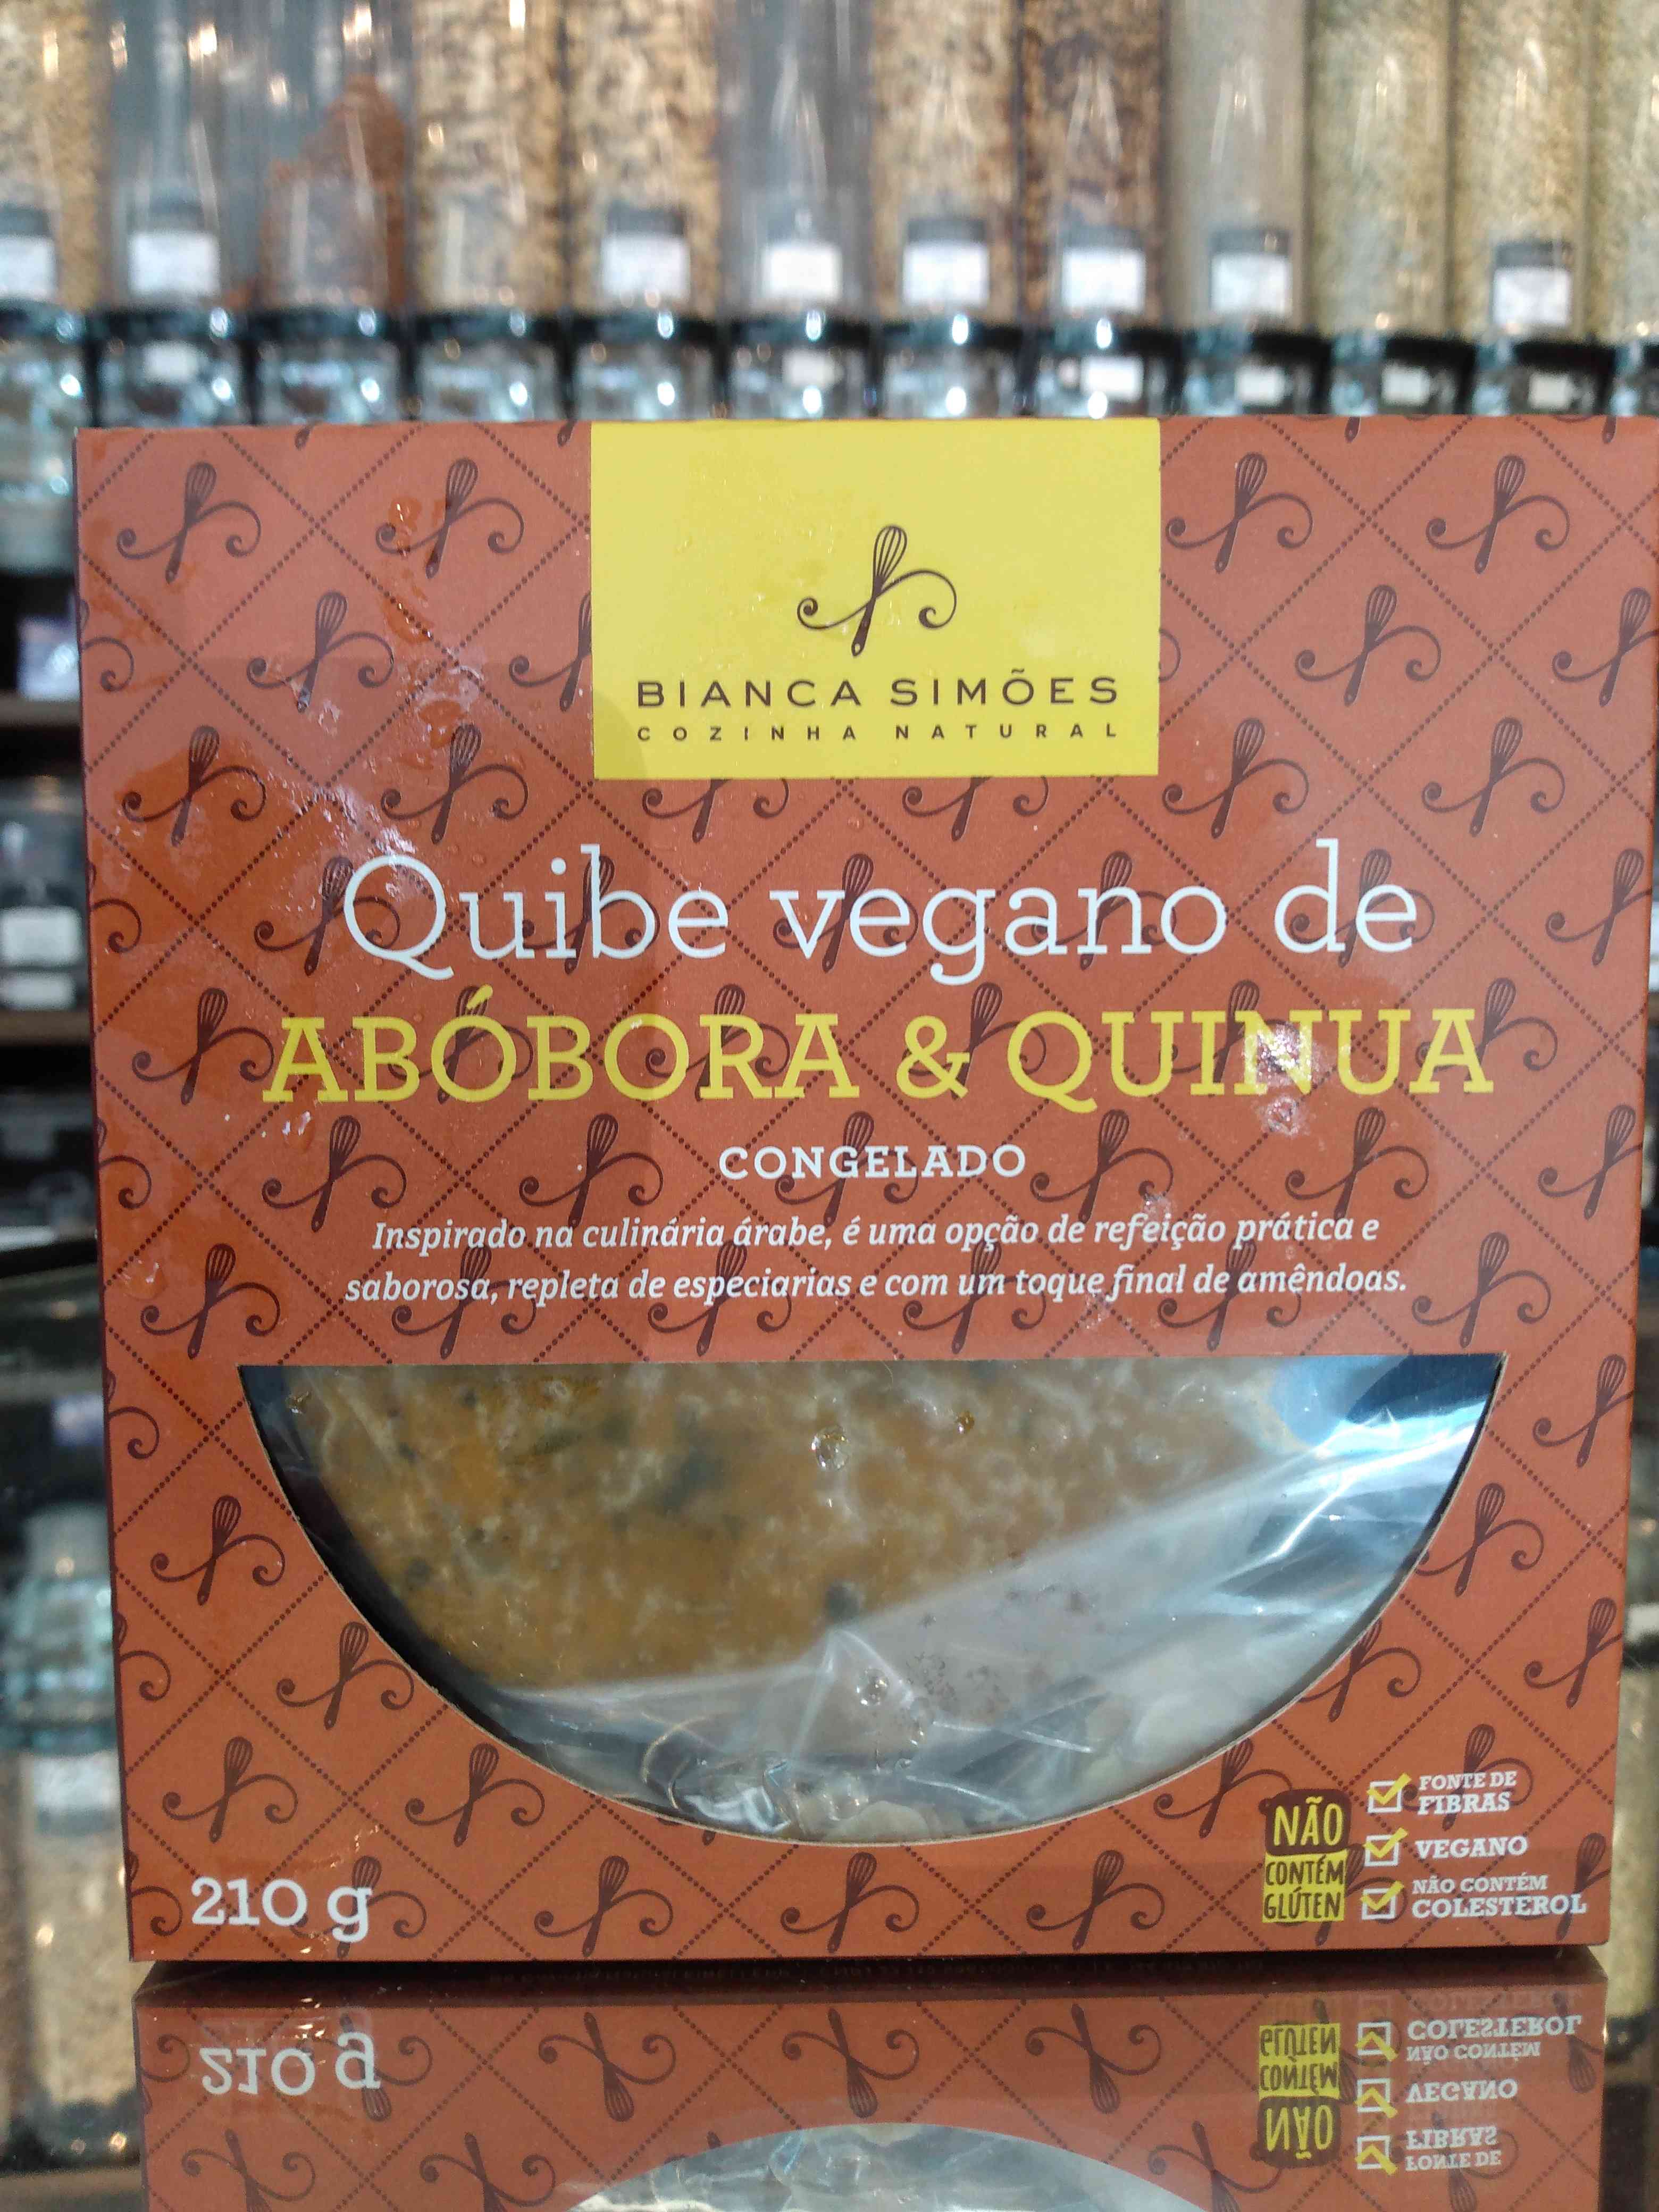 BIANCA SIMÕES
COZINHA NATURAL
Quibe vegano de
ABÓBORA & QUINUA
CONGELADO
Inspirado na culinária árabe, é uma opção de refeição prática e
saborosa, repleta de especiarias e com um toque final de amêndoas.
210 g
NÃO
CONTÉM
GLÚTEN
FONTE DE
FIBRAS
VEGANO
NÃO CONTÉM
COLESTEROL